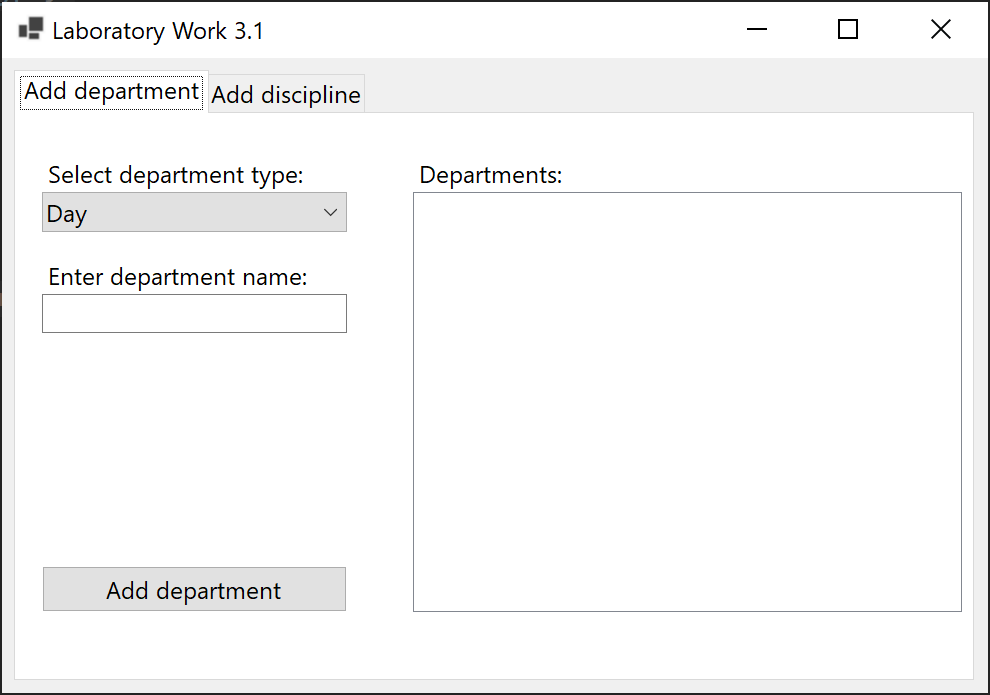 Laboratory Work 3.1
Add department
Add discipline
Select department type:
Day
Enter department name:
Add department
Departments: